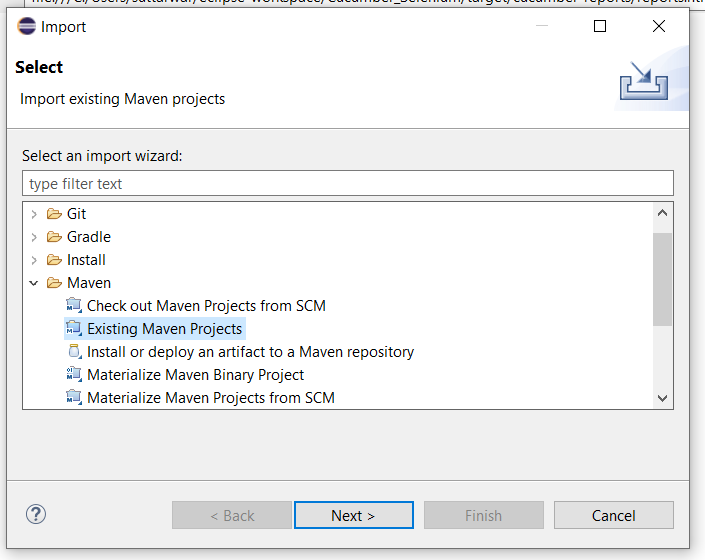 Import
Select
Import existing Maven projects
Select an import wizard:
type filter text
Git
Gradle
Install
Maven
Check out Maven Projects from SCM
Existing Maven Projects
Install or deploy an artifact to a Maven repository
Materialize Maven Binary Project
Materialize Maven Projects from SCM
< Back
Next >
Finish
Cancel